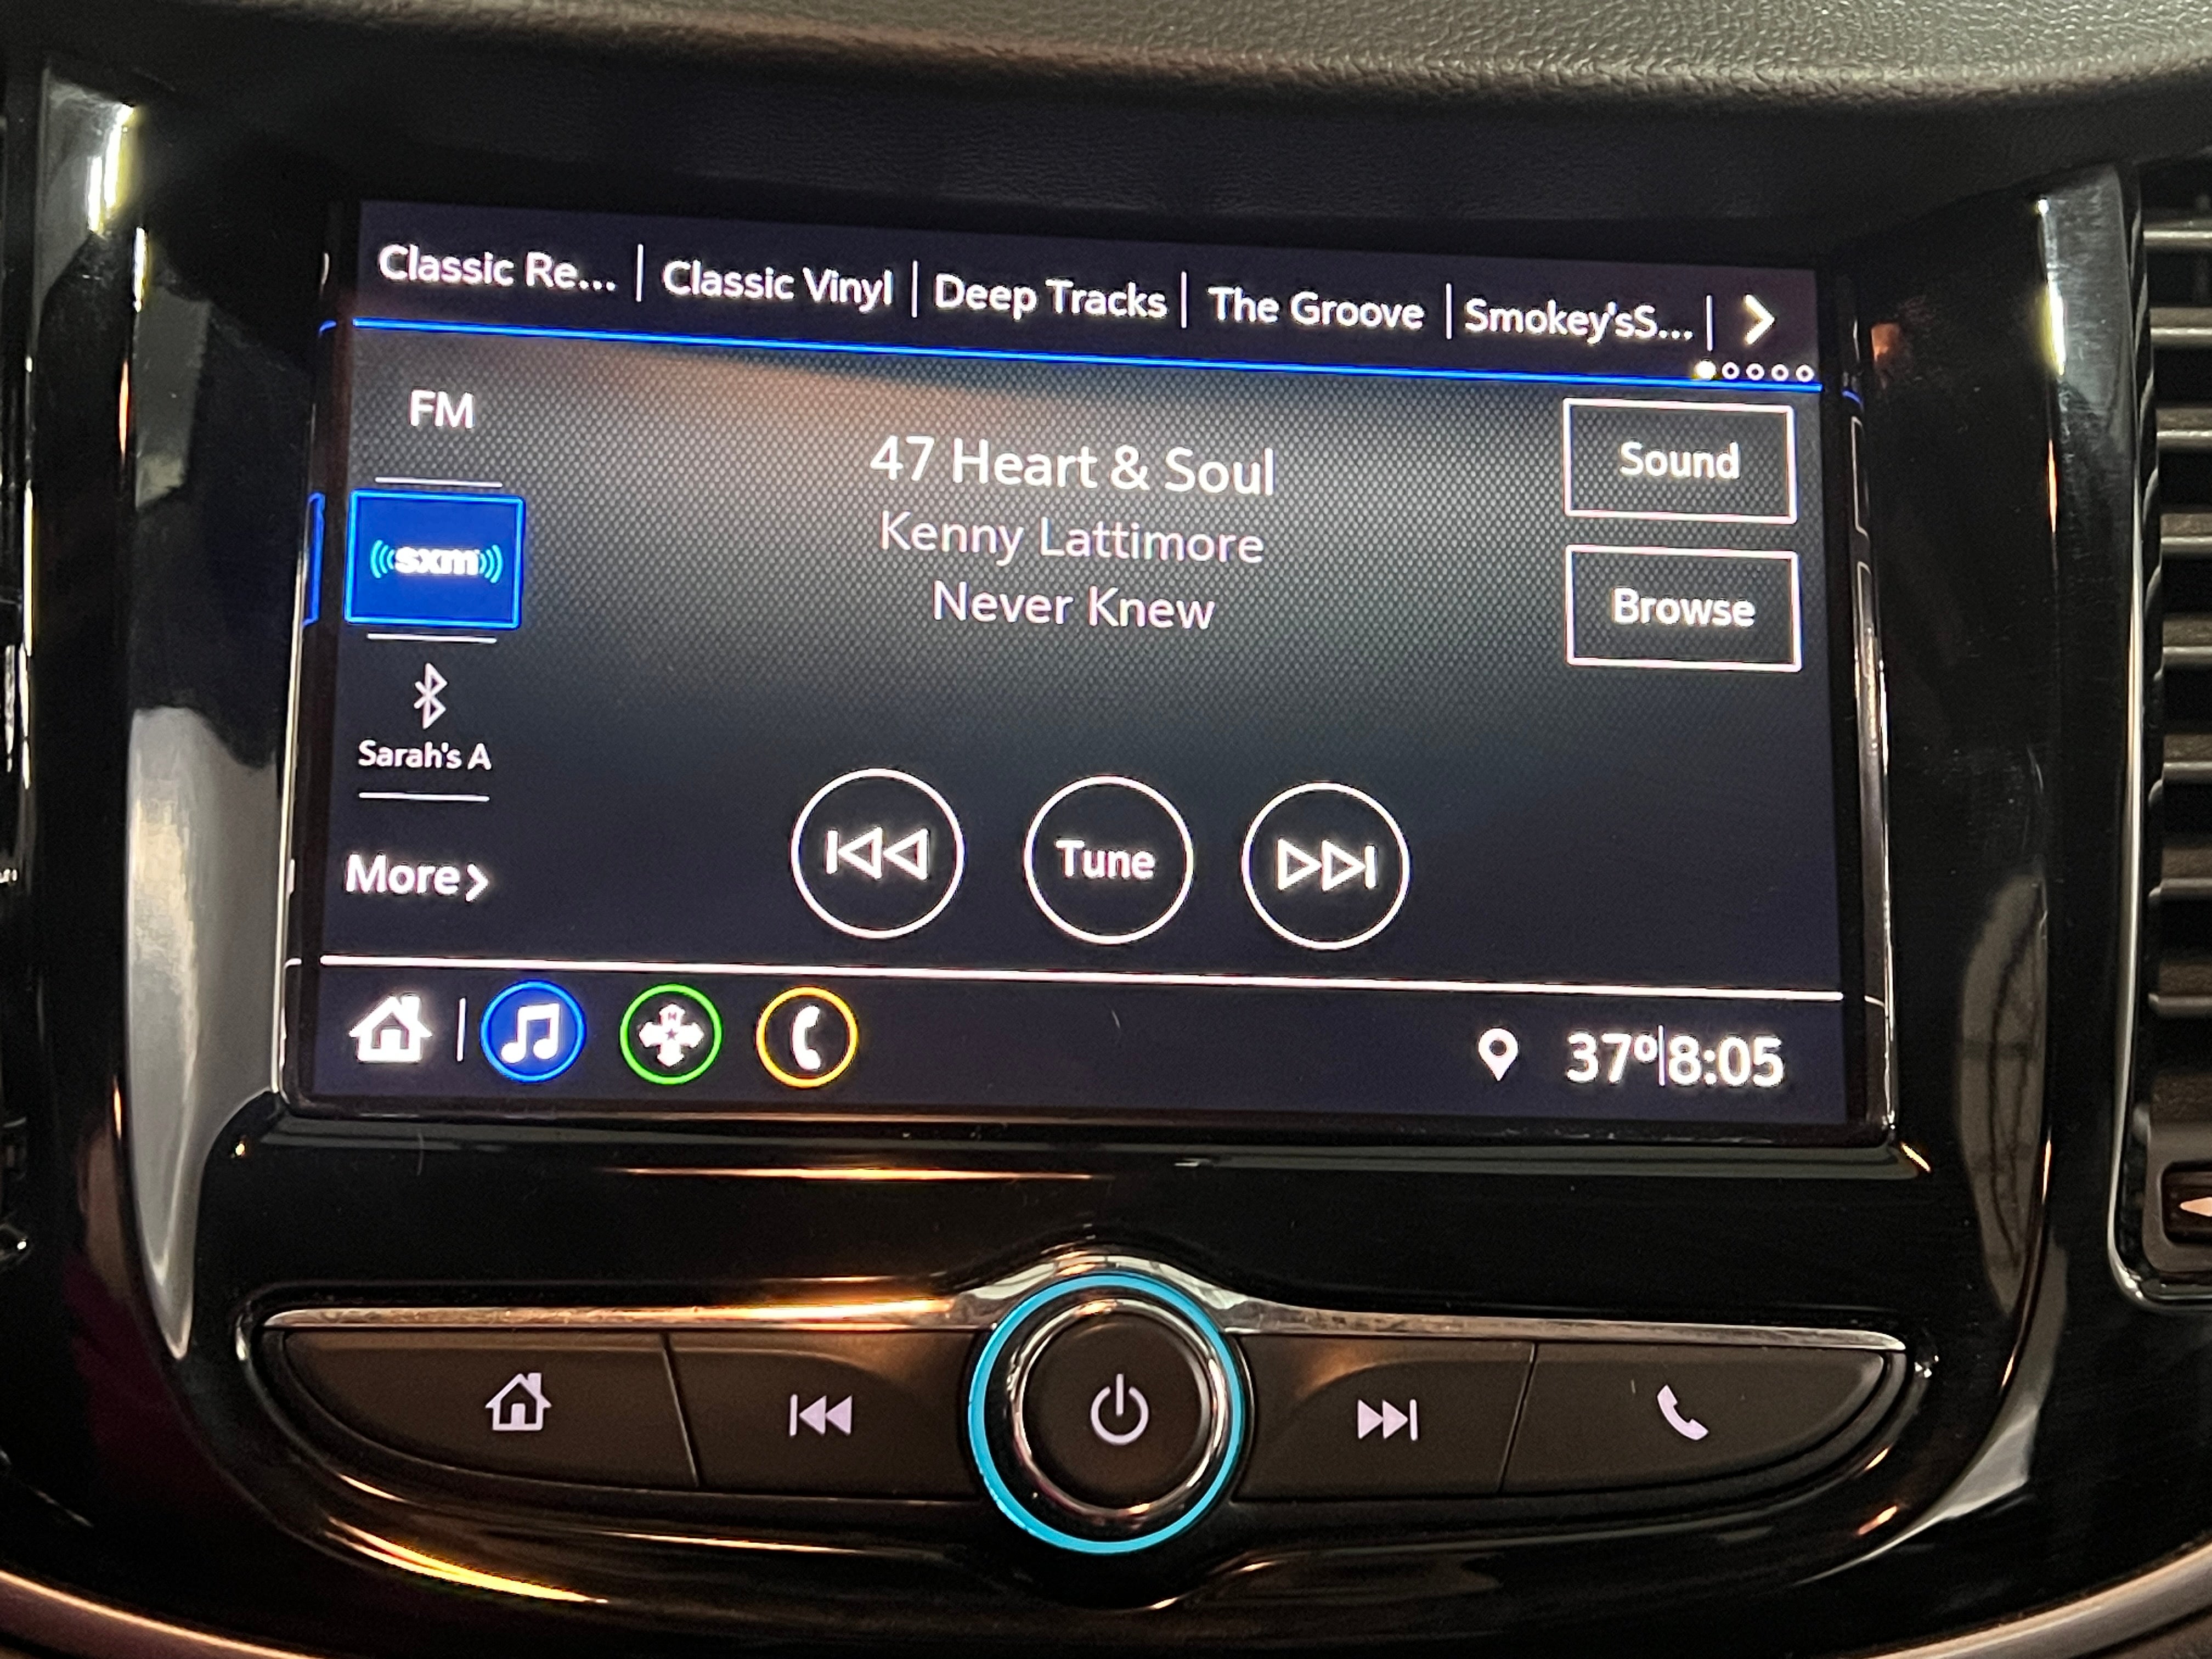 Classic Re... | Classic Vinyl | Deep Tracks | The Groove | Smokey'sS... |
FM
47 Heart & Soul
Kenny Lattimore
Never Knew
Sound
sxm
Browse
Sarah's A
More
Tune
37º|8:05